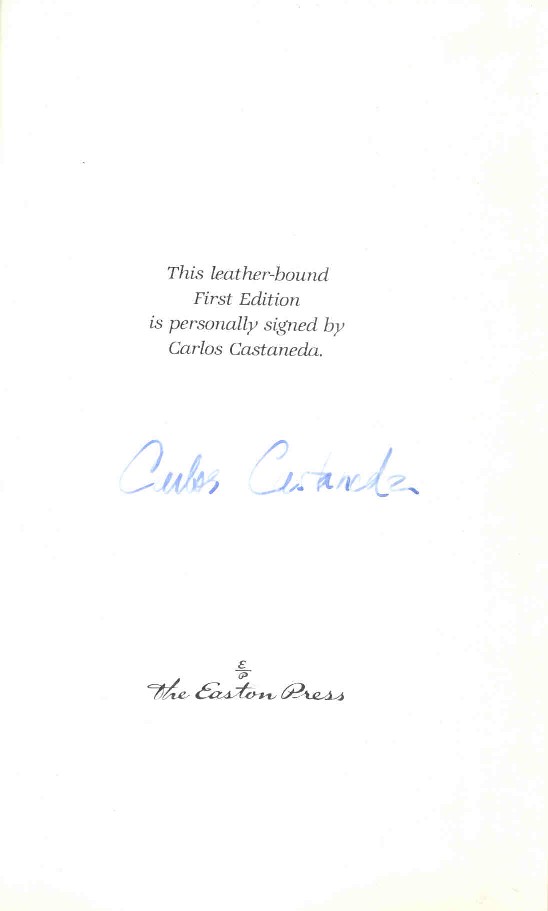 This leather-bound
First Edition
is personally signed by
Carlos Castaneda.
Carlos Castaneda
E
P
The Easton Press